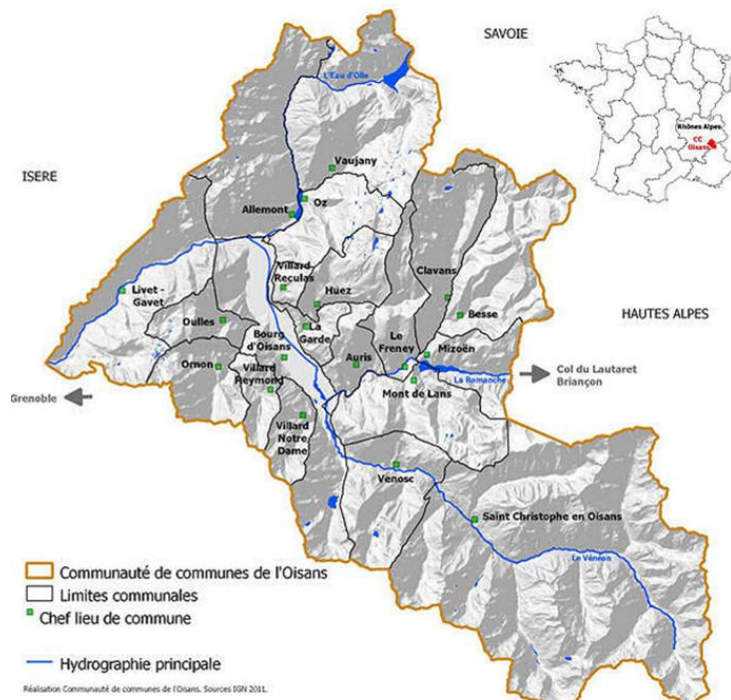 SAVOIE
L'Eau d'Olle
Rhônes Alpes
CC
Oisans
ISERE
Vaujany
Oz
Allemont
Villard
Reculas
Huez
Clavans
Livet -
Gavet
Besse
HAUTES ALPES
Oulles
La
Garde
Bourg
d'Oisans
Le
Freney
Mizoën
Auris
Ornon
Villard
Reymond
La Romanche
Col du Lautaret
Briançon
Mont de Lans
Grenoble
Villard
Notre
Dame
Venosc
Saint Christophe en Oisans
Le Vénéon
Communauté de communes de l'Oisans
Limites communales
Chef lieu de commune
Hydrographie principale
Réalisation Communauté de communes de l'Oisans. Sources IGN 2011.